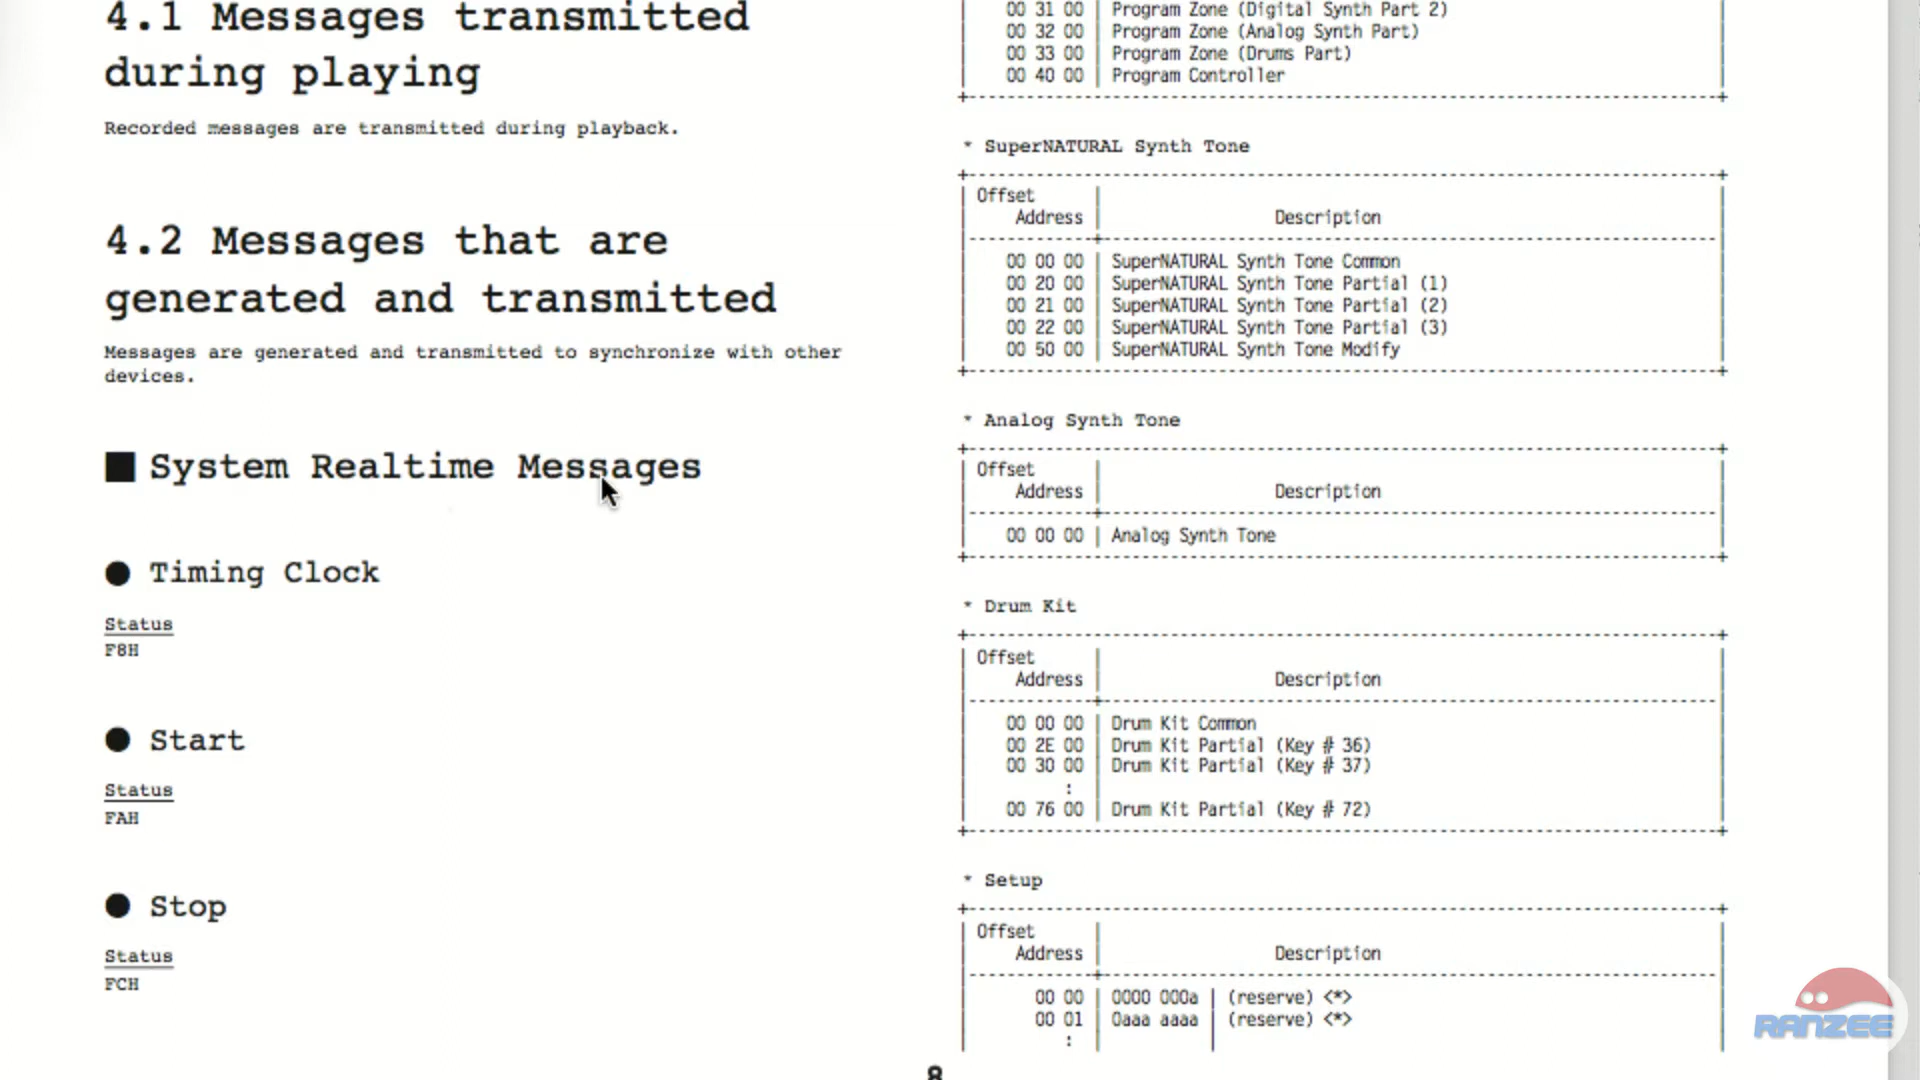 4.1 Messages transmitted
during playing
Recorded messages are transmitted during playback.
4.2 Messages that are
generated and transmitted
Messages are generated and transmitted to synchronize with other
devices.
System Realtime Messages
Timing Clock
Status
F8H
Start
Status
FAH
Stop
Status
FCH
00 31 00 | Program Zone (Digital Synth Part 2)
00 32 00 | Program Zone (Analog Synth Part)
00 33 00 | Program Zone (Drums Part)
00 40 00 | Program Controller
* SuperNATURAL Synth Tone
Offset
Address | Description
00 00 00 | SuperNATURAL Synth Tone Common
00 20 00 | SuperNATURAL Synth Tone Partial (1)
00 21 00 | SuperNATURAL Synth Tone Partial (2)
00 22 00 | SuperNATURAL Synth Tone Partial (3)
00 50 00 | SuperNATURAL Synth Tone Modify
* Analog Synth Tone
Offset
Address | Description
00 00 00 | Analog Synth Tone
* Drum Kit
Offset
Address | Description
00 00 00 | Drum Kit Common
00 2E 00 | Drum Kit Partial (Key # 36)
00 30 00 | Drum Kit Partial (Key # 37)
:
00 76 00 | Drum Kit Partial (Key # 72)
* Setup
Offset
Address | Description
00 00 | 0000 000a | (reserve) <*>
00 01 | 0aaa aaaa | (reserve) <*>
:
8
RANZEE